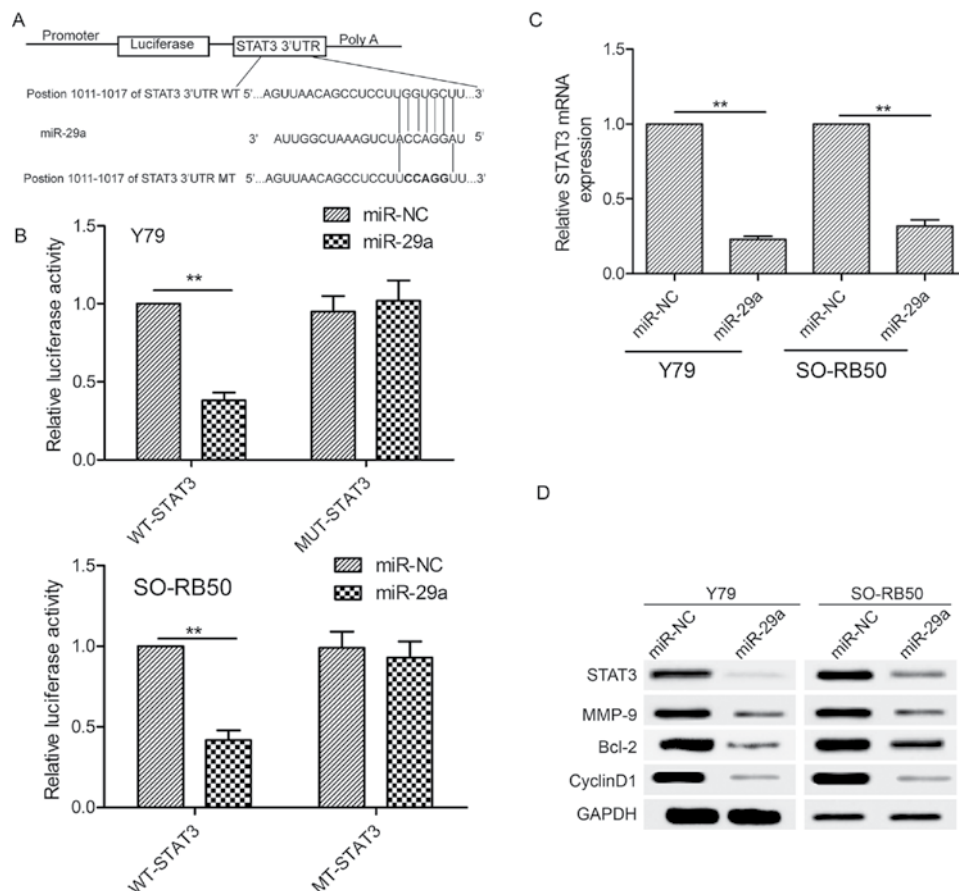 A
Promoter Luciferase STAT3 3'UTR Poly A
Postion 1011-1017 of STAT3 3'UTR WT 5'...AGUUAACAGCCUCCUUGGUGCUU...3'
miR-29a 3' AUUGGCUAAAGUCUACCAGGAU 5'
Postion 1011-1017 of STAT3 3'UTR MT 5'...AGUUAACAGCCUCCUUCCAGGUU...3'
B
Y79
miR-NC
miR-29a
Relative luciferase activity
1.5
1.0
0.5
0.0
**
WT-STAT3 MUT-STAT3
SO-RB50
miR-NC
miR-29a
Relative luciferase activity
1.5
1.0
0.5
0.0
**
WT-STAT3 MT-STAT3
C
Relative STAT3 mRNA
expression
1.5
1.0
0.5
0.0
** **
miR-NC miR-29a miR-NC miR-29a
Y79 SO-RB50
D
Y79 SO-RB50
miR-NC miR-29a miR-NC miR-29a
STAT3
MMP-9
Bcl-2
CyclinD1
GAPDH